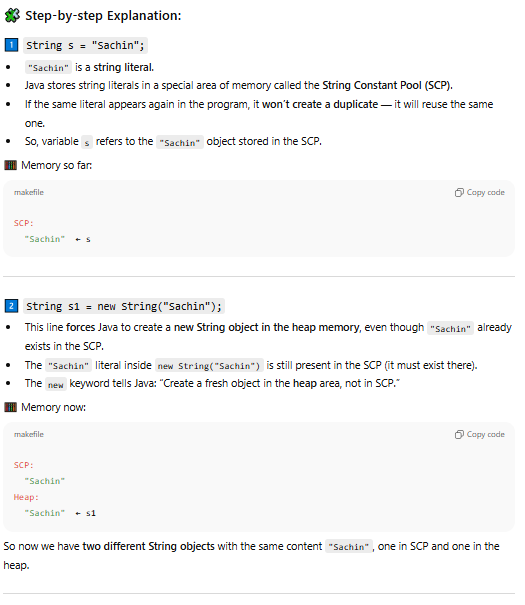 🧩 Step-by-step Explanation:
1️⃣ String s = "Sachin";
• "Sachin" is a string literal.
• Java stores string literals in a special area of memory called the String Constant Pool (SCP).
• If the same literal appears again in the program, it won't create a duplicate — it will reuse the same
one.
• So, variable s refers to the "Sachin" object stored in the SCP.
Memory so far:
makefile Copy code
SCP:
"Sachin" ← s
2️⃣ String s1 = new String("Sachin");
• This line forces Java to create a new String object in the heap memory, even though "Sachin" already
exists in the SCP.
• The "Sachin" literal inside new String("Sachin") is still present in the SCP (it must exist there).
• The new keyword tells Java: "Create a fresh object in the heap area, not in SCP."
Memory now:
makefile Copy code
SCP:
"Sachin"
Heap:
"Sachin" ← s1
So now we have two different String objects with the same content "Sachin", one in SCP and one in the
heap.